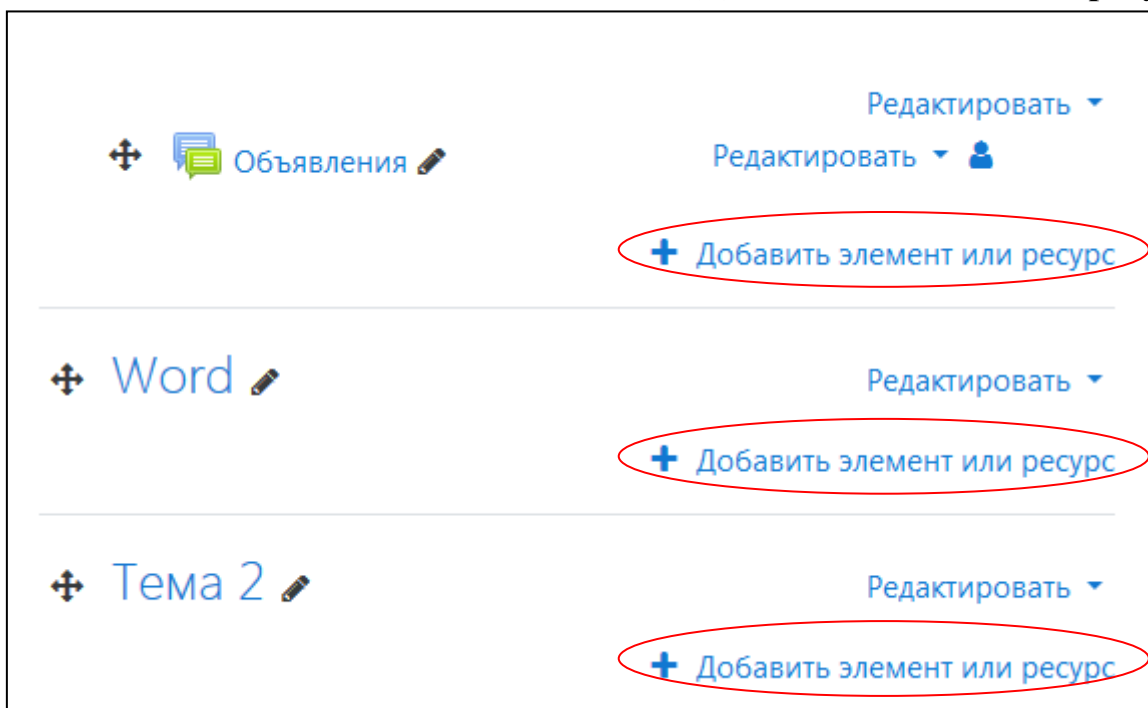 Редактировать
Объявления Редактировать
Добавить элемент или ресурс
Word Редактировать
Добавить элемент или ресурс
Тема 2 Редактировать
Добавить элемент или ресурс